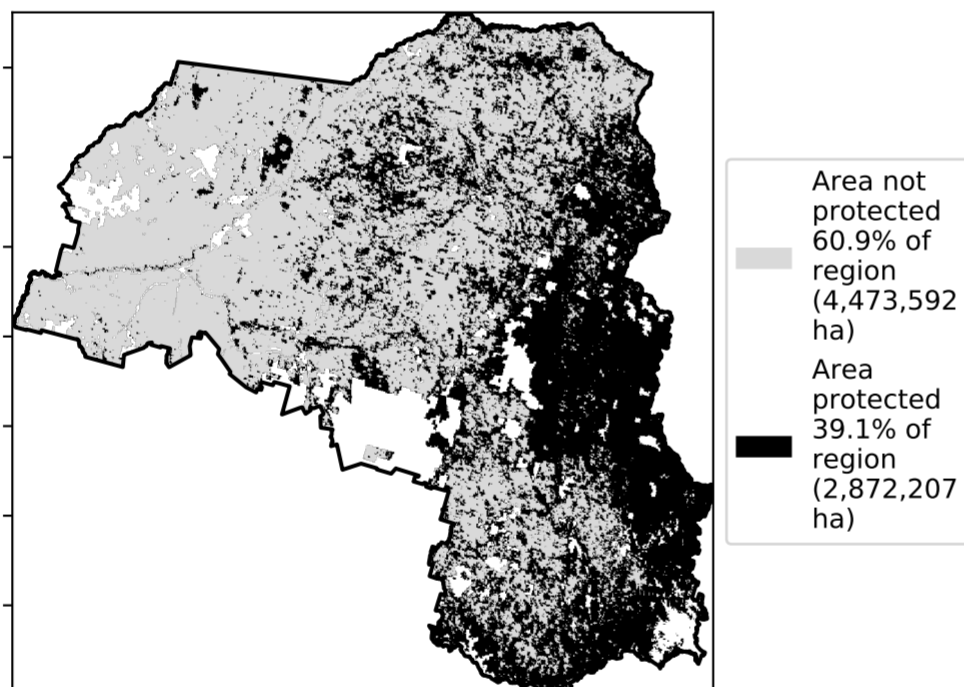 Area not
protected
60.9% of
region
(4,473,592
ha)
Area
protected
39.1% of
region
(2,872,207
ha)